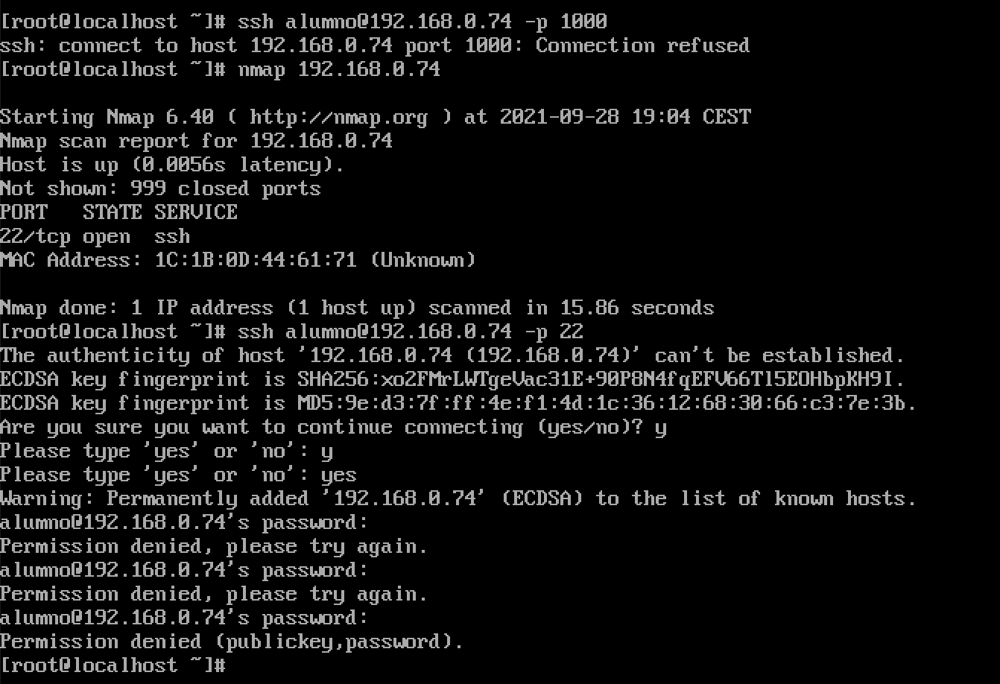 [root@localhost ~]# ssh alumno@192.168.0.74 -p 1000
ssh: connect to host 192.168.0.74 port 1000: Connection refused
[root@localhost ~]# nmap 192.168.0.74
Starting Nmap 6.40 ( http://nmap.org ) at 2021-09-28 19:04 CEST
Nmap scan report for 192.168.0.74
Host is up (0.0056s latency).
Not shown: 999 closed ports
PORT   STATE SERVICE
22/tcp open  ssh
MAC Address: 1C:1B:0D:44:61:71 (Unknown)
Nmap done: 1 IP address (1 host up) scanned in 15.86 seconds
[root@localhost ~]# ssh alumno@192.168.0.74 -p 22
The authenticity of host '192.168.0.74 (192.168.0.74)' can't be established.
ECDSA key fingerprint is SHA256:xo2FMrLWTgeVac31E+90P8N4fqEFV66Tl5EOHbpKH9I.
ECDSA key fingerprint is MD5:9e:d3:7f:ff:4e:f1:4d:1c:36:12:68:30:66:c3:7e:3b.
Are you sure you want to continue connecting (yes/no)? y
Please type 'yes' or 'no': y
Please type 'yes' or 'no': yes
Warning: Permanently added '192.168.0.74' (ECDSA) to the list of known hosts.
alumno@192.168.0.74's password:
Permission denied, please try again.
alumno@192.168.0.74's password:
Permission denied, please try again.
alumno@192.168.0.74's password:
Permission denied (publickey,password).
[root@localhost ~]#